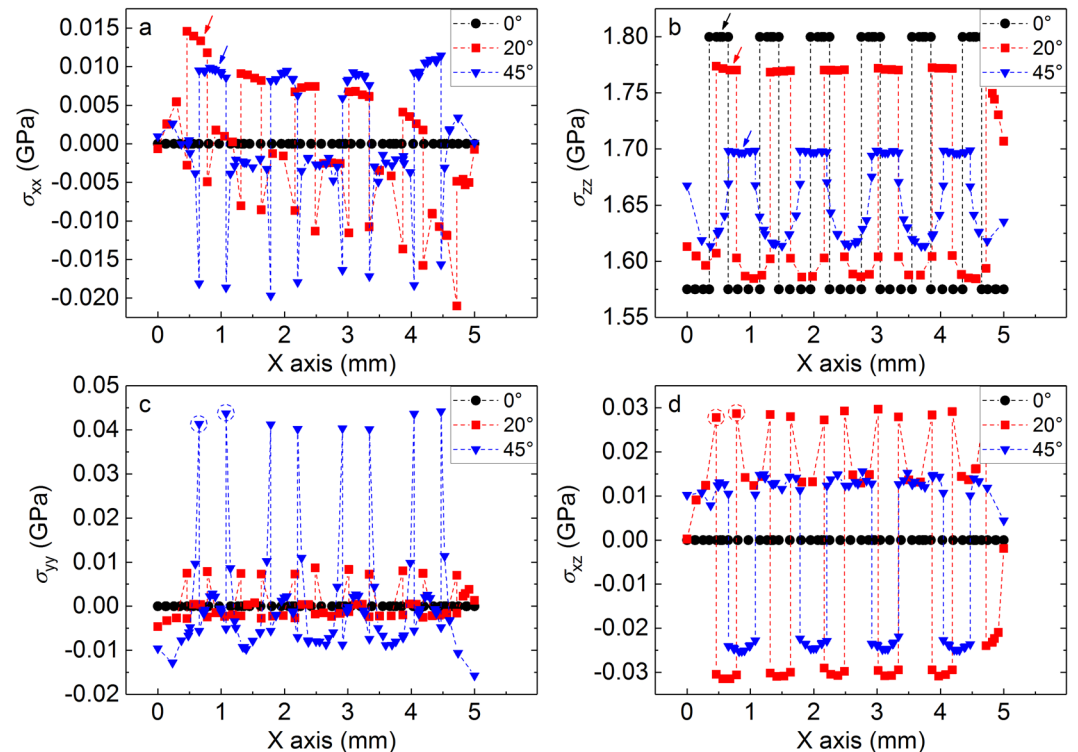 a
0°
20°
45°
0.015
0.010
0.005
0.000
-0.005
-0.010
-0.015
-0.020
σxx (GPa)
0 1 2 3 4 5
X axis (mm)
b
0°
20°
45°
1.80
1.75
1.70
1.65
1.60
1.55
σzz (GPa)
0 1 2 3 4 5
X axis (mm)
c
0°
20°
45°
0.05
0.04
0.03
0.02
0.01
0.00
-0.01
-0.02
σyy (GPa)
0 1 2 3 4 5
X axis (mm)
d
0°
20°
45°
0.03
0.02
0.01
0.00
-0.01
-0.02
-0.03
σxz (GPa)
0 1 2 3 4 5
X axis (mm)